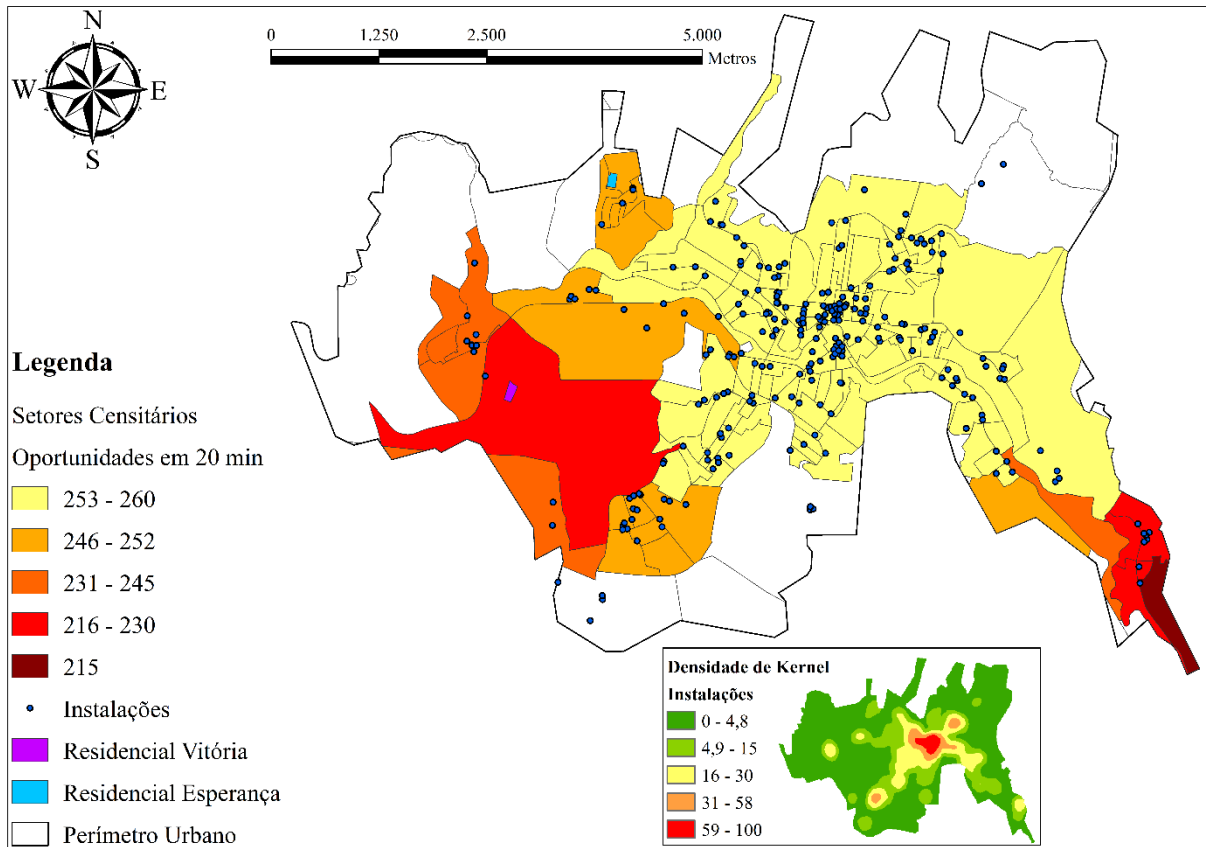 N
W E
S
0 1.250 2.500 5.000
Metros
Legenda
Setores Censitários
Oportunidades em 20 min
253 - 260
246 - 252
231 - 245
216 - 230
215
Instalações
Residencial Vitória
Residencial Esperança
Perímetro Urbano
Densidade de Kernel
Instalações
0 - 4,8
4,9 - 15
16 - 30
31 - 58
59 - 100